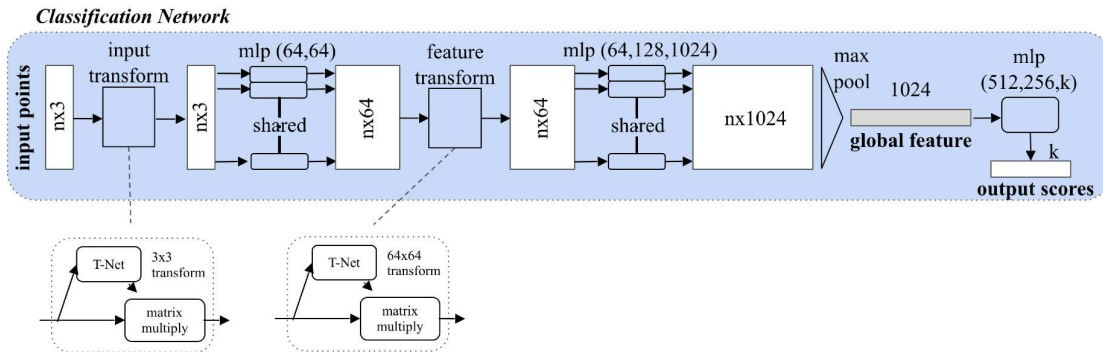 Classification Network
input points
nx3
input
transform
nx3
mlp (64,64)
shared
nx64
feature
transform
nx64
mlp (64,128,1024)
shared
nx1024
max
pool
1024
global feature
mlp
(512,256,k)
k
output scores
T-Net
3x3
transform
matrix
multiply
T-Net
64x64
transform
matrix
multiply